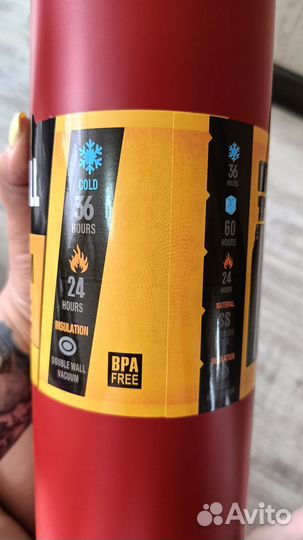 COLD
36
HOURS
24
HOURS
INSULATION
DOUBLE WALL
VACUUM
BPA
FREE
36
HOURS
60
HOURS
24
HOURS
MATERIAL
SS
INSULATION
Avito